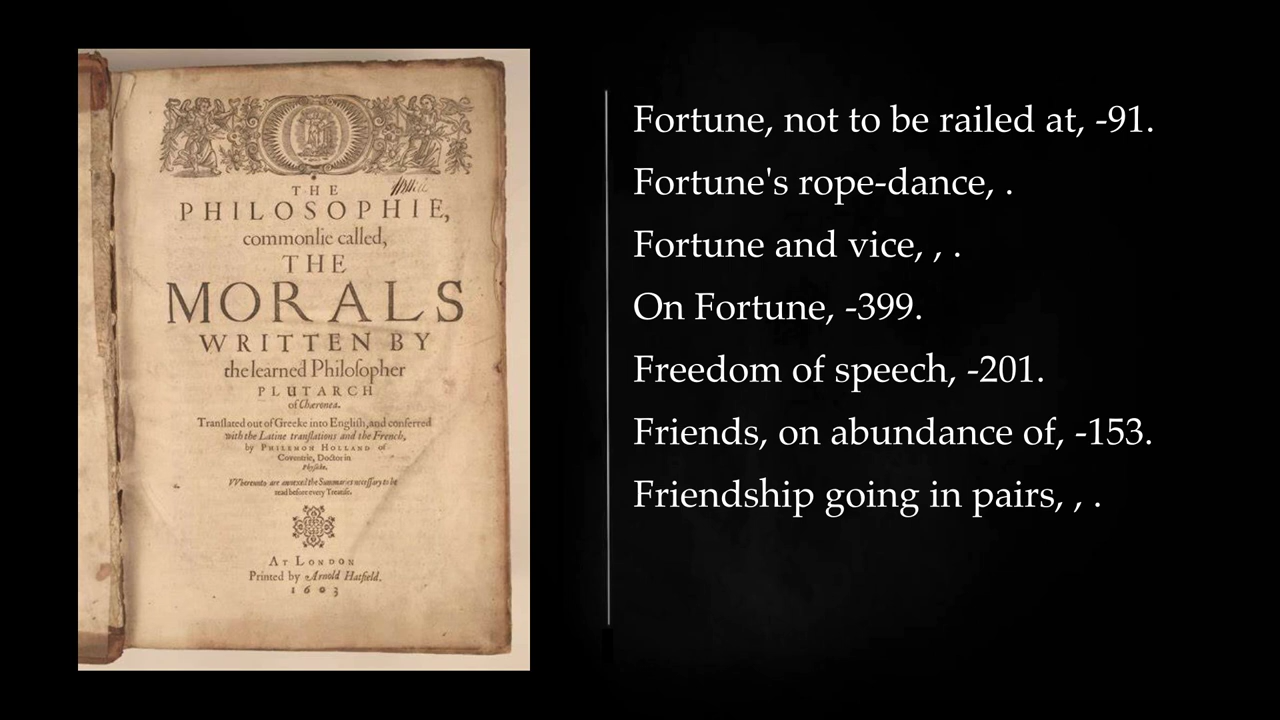 THE
PHILOSOPHIE,
commonlie called,
THE
MORALS
WRITTEN BY
the learned Philoſopher
PLUTARCH
of Chæronea.
Tranſlated out of Greeke into Engliſh, and conferred
with the Latine tranſlations and the French,
by PHILEMON HOLLAND of
Coventrie, Doctor in
Phyſicke.
VVhereunto are annexed the Summaries neceſſary to be
read before every Treatiſe.
AT LONDON
Printed by Arnold Hatfield.
1603
Fortune, not to be railed at, -91.
Fortune's rope-dance, .
Fortune and vice, , .
On Fortune, -399.
Freedom of speech, -201.
Friends, on abundance of, -153.
Friendship going in pairs, , .